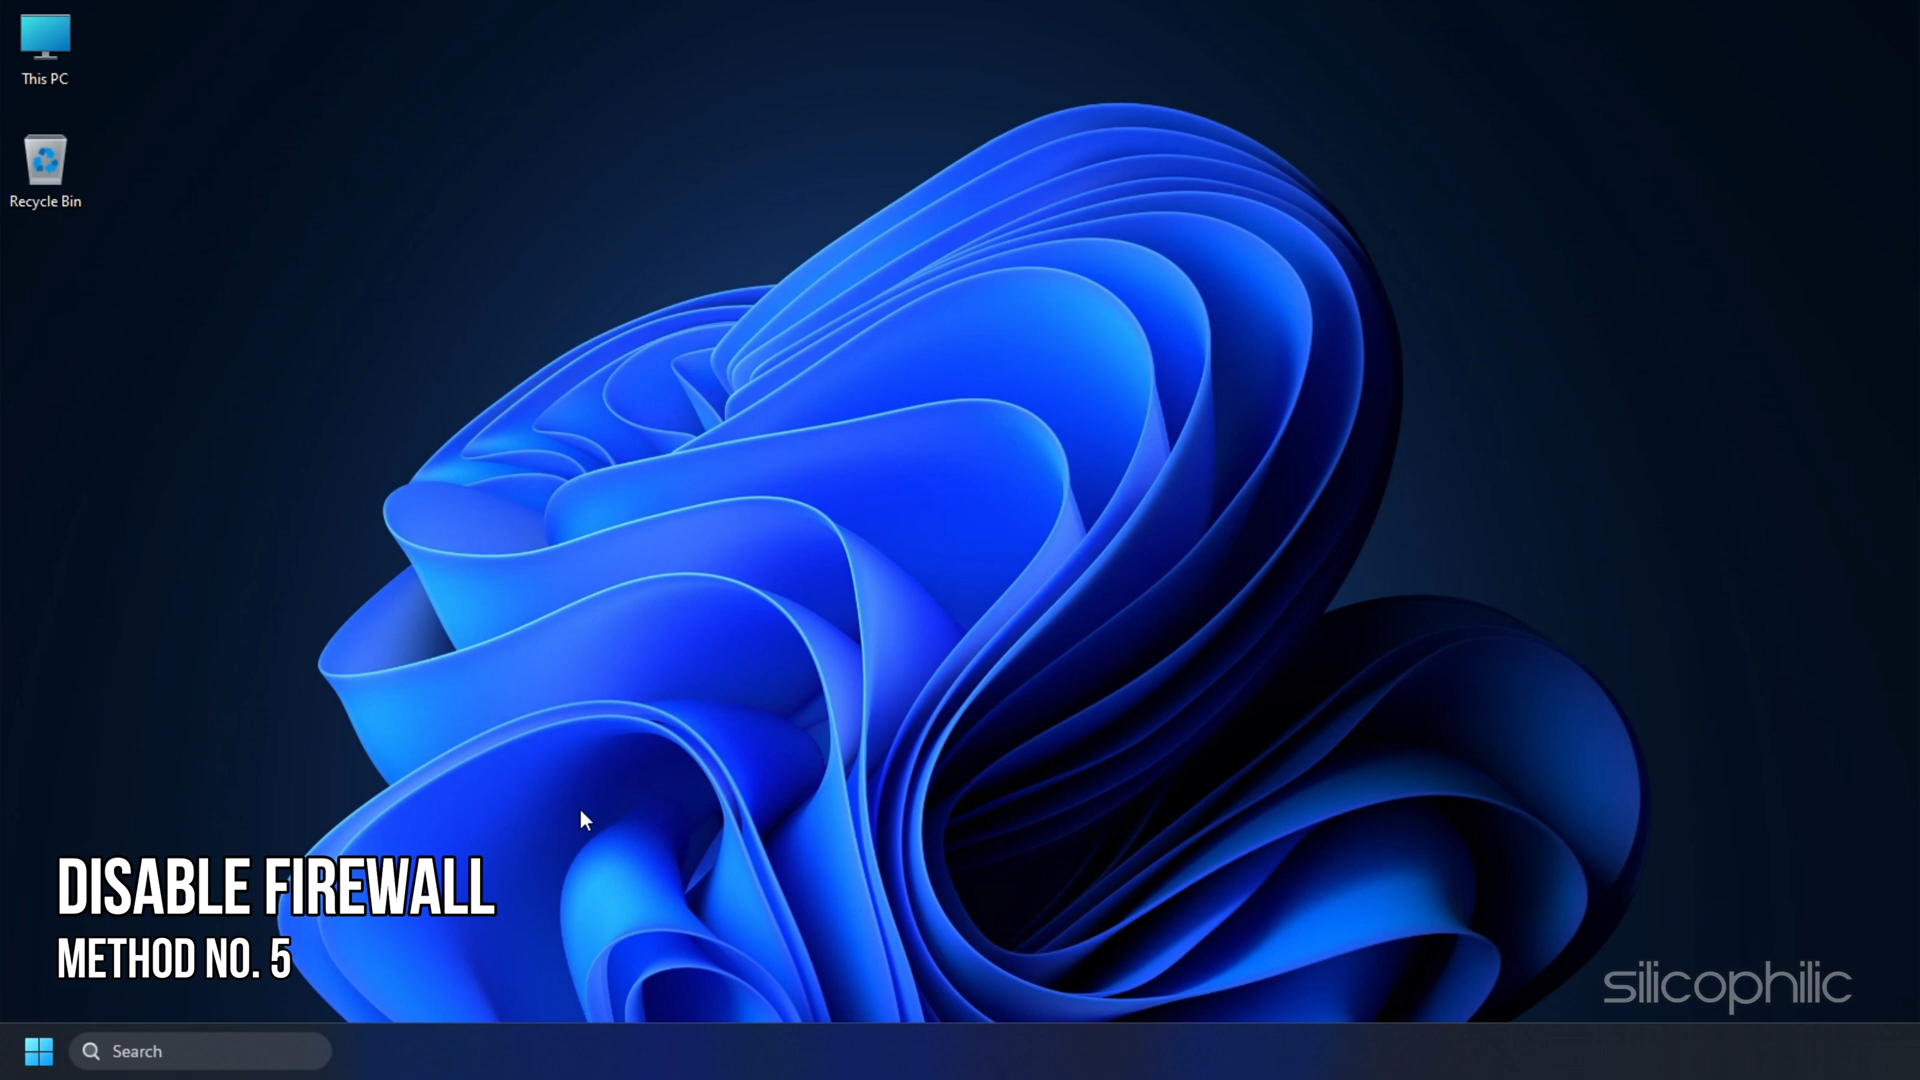 This PC
Recycle Bin
DISABLE FIREWALL
METHOD NO. 5
silicophilic
Search